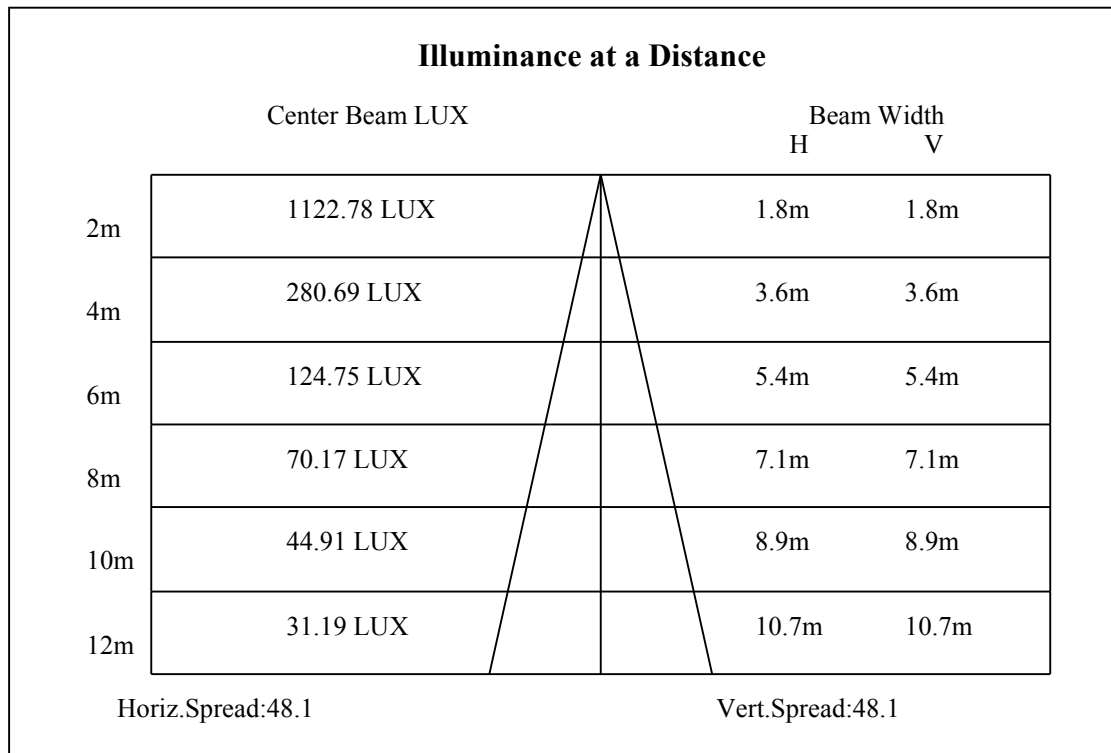 Illuminance at a Distance
Center Beam LUX Beam Width
H V
2m 1122.78 LUX 1.8m 1.8m
4m 280.69 LUX 3.6m 3.6m
6m 124.75 LUX 5.4m 5.4m
8m 70.17 LUX 7.1m 7.1m
10m 44.91 LUX 8.9m 8.9m
12m 31.19 LUX 10.7m 10.7m
Horiz.Spread:48.1 Vert.Spread:48.1